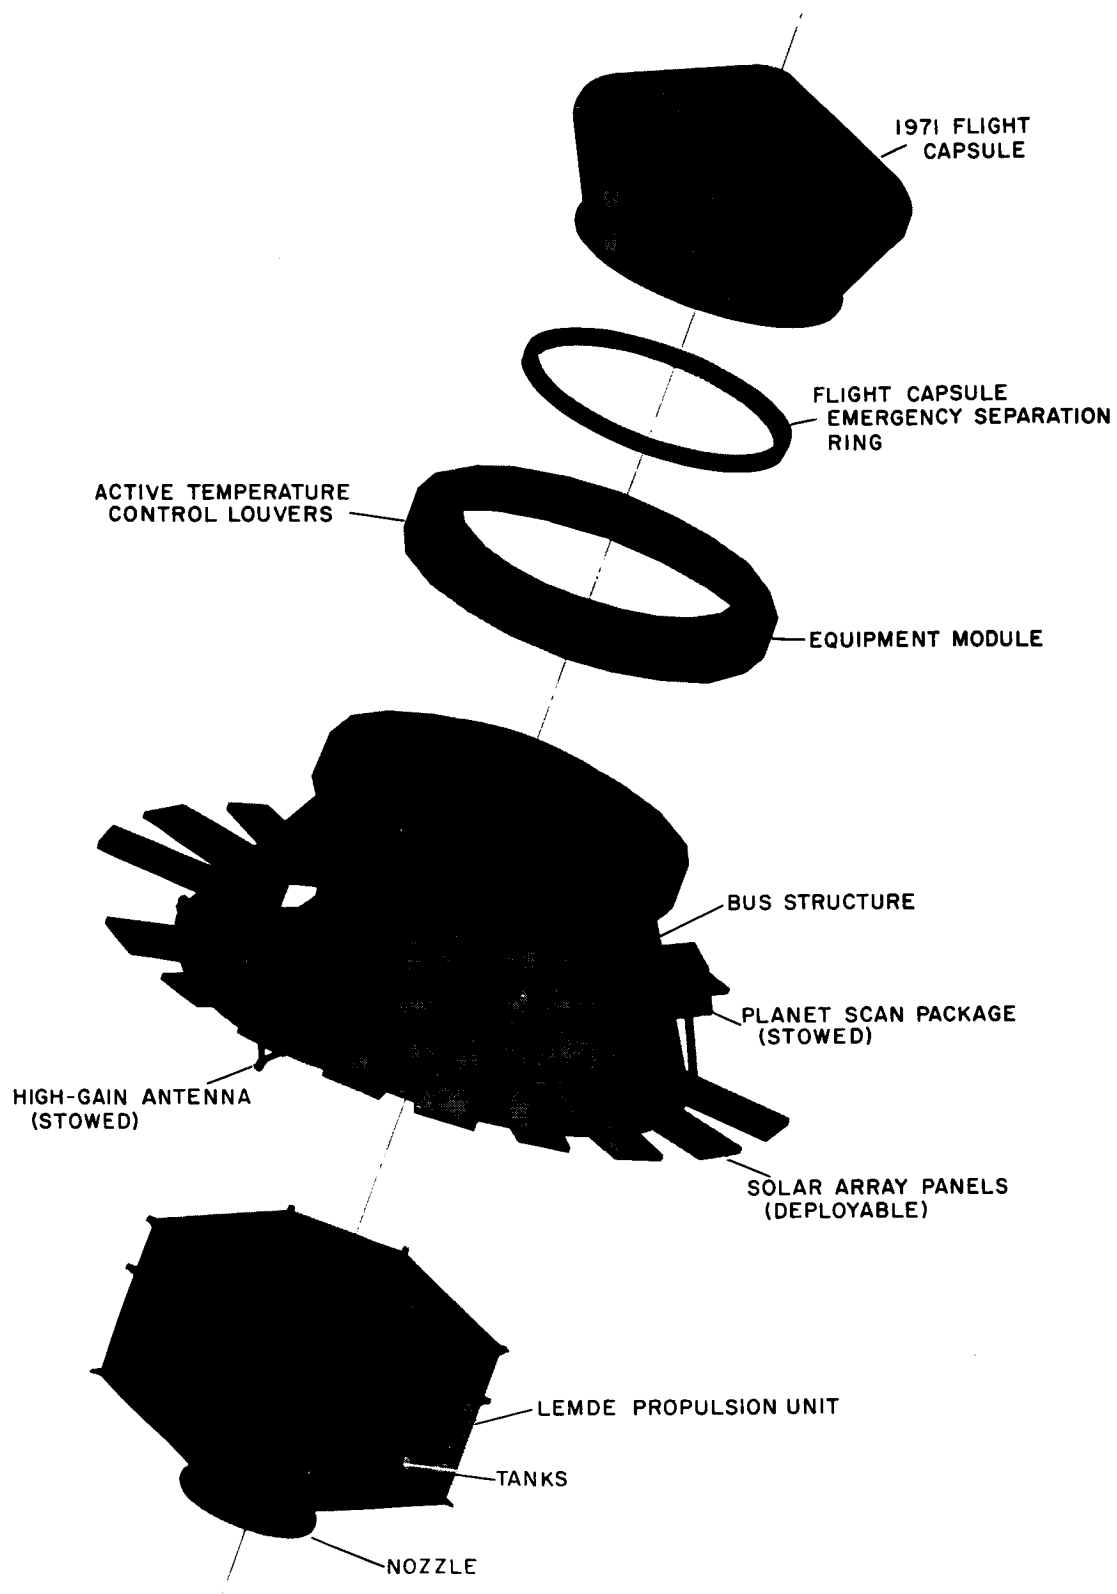 1971 FLIGHT
CAPSULE
FLIGHT CAPSULE
EMERGENCY SEPARATION
RING
ACTIVE TEMPERATURE
CONTROL LOUVERS
EQUIPMENT MODULE
BUS STRUCTURE
PLANET SCAN PACKAGE
(STOWED)
HIGH-GAIN ANTENNA
(STOWED)
SOLAR ARRAY PANELS
(DEPLOYABLE)
LEMDE PROPULSION UNIT
TANKS
NOZZLE